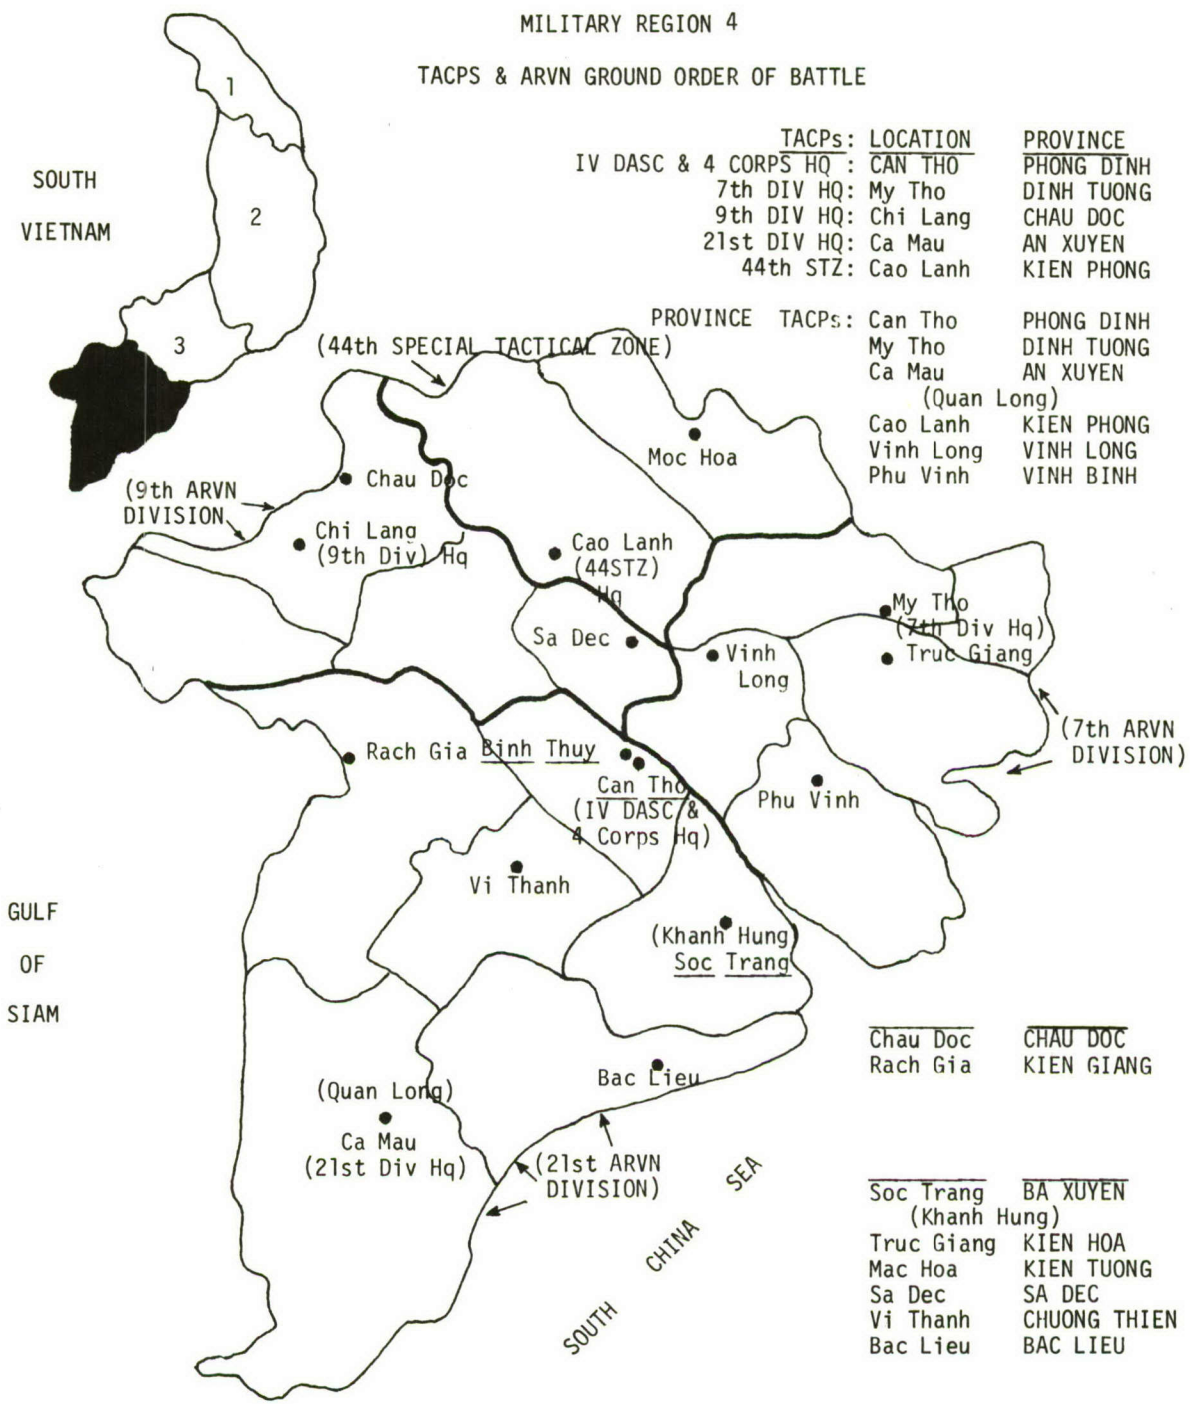 MILITARY REGION 4
TACPS & ARVN GROUND ORDER OF BATTLE
SOUTH
VIETNAM
1
2
3
TACPs: LOCATION PROVINCE
IV DASC & 4 CORPS HQ : CAN THO PHONG DINH
7th DIV HQ: My Tho DINH TUONG
9th DIV HQ: Chi Lang CHAU DOC
21st DIV HQ: Ca Mau AN XUYEN
44th STZ: Cao Lanh KIEN PHONG
PROVINCE TACPs: Can Tho PHONG DINH
My Tho DINH TUONG
Ca Mau AN XUYEN
(Quan Long)
Cao Lanh KIEN PHONG
Vinh Long VINH LONG
Phu Vinh VINH BINH
(44th SPECIAL TACTICAL ZONE)
Moc Hoa
Chau Doc
(9th ARVN
DIVISION
Chi Lang
(9th Div) Hq
Cao Lanh
(44STZ)
Hq
My Tho
(7th Div Hq)
Truc Giang
Sa Dec
Vinh
Long
(7th ARVN
DIVISION)
Rach Gia
Binh Thuy
Can Tho
(IV DASC &
4 Corps Hq)
Phu Vinh
Vi Thanh
GULF
OF
SIAM
(Khanh Hung)
Soc Trang
Chau Doc CHAU DOC
Rach Gia KIEN GIANG
Bac Lieu
(Quan Long)
Ca Mau
(21st Div Hq)
(21st ARVN
DIVISION)
SOUTH CHINA SEA
Soc Trang BA XUYEN
(Khanh Hung)
Truc Giang KIEN HOA
Mac Hoa KIEN TUONG
Sa Dec SA DEC
Vi Thanh CHUONG THIEN
Bac Lieu BAC LIEU